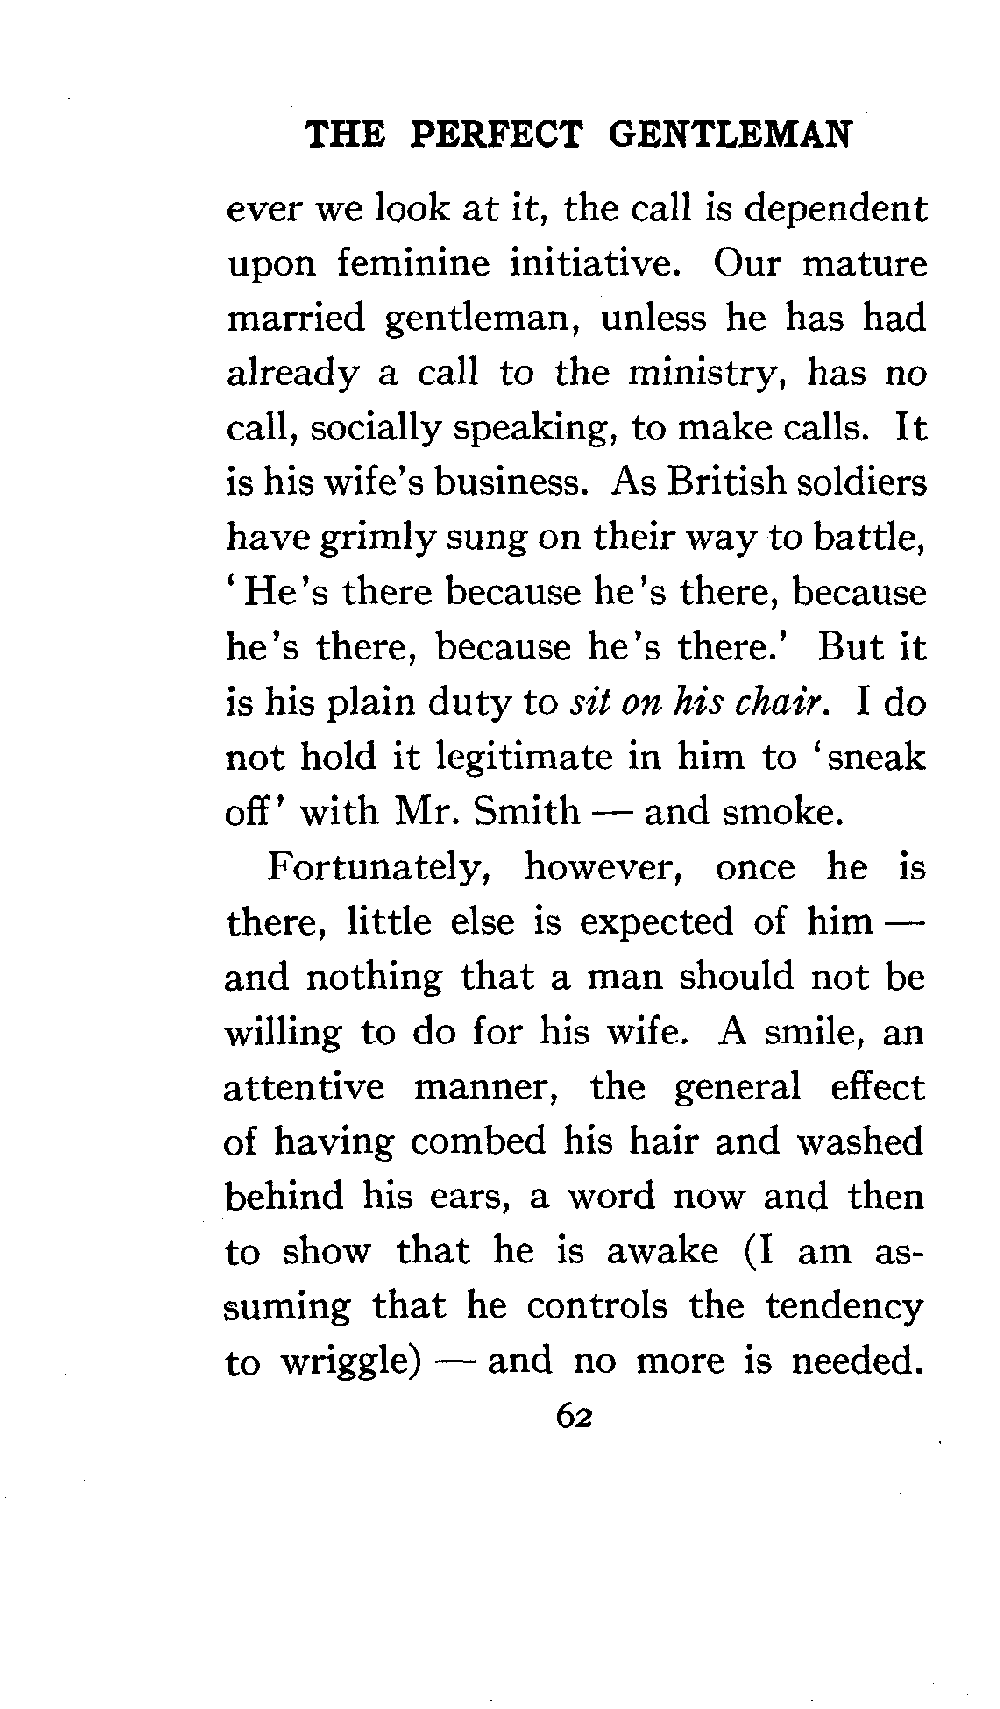 THE PERFECT GENTLEMAN
ever we look at it, the call is dependent
upon feminine initiative. Our mature
married gentleman, unless he has had
already a call to the ministry, has no
call, socially speaking, to make calls. It
is his wife's business. As British soldiers
have grimly sung on their way to battle,
‘He's there because he's there, because
he's there, because he's there.’ But it
is his plain duty to sit on his chair. I do
not hold it legitimate in him to ‘sneak
off’ with Mr. Smith — and smoke.
Fortunately, however, once he is
there, little else is expected of him —
and nothing that a man should not be
willing to do for his wife. A smile, an
attentive manner, the general effect
of having combed his hair and washed
behind his ears, a word now and then
to show that he is awake (I am as-
suming that he controls the tendency
to wriggle) — and no more is needed.
62